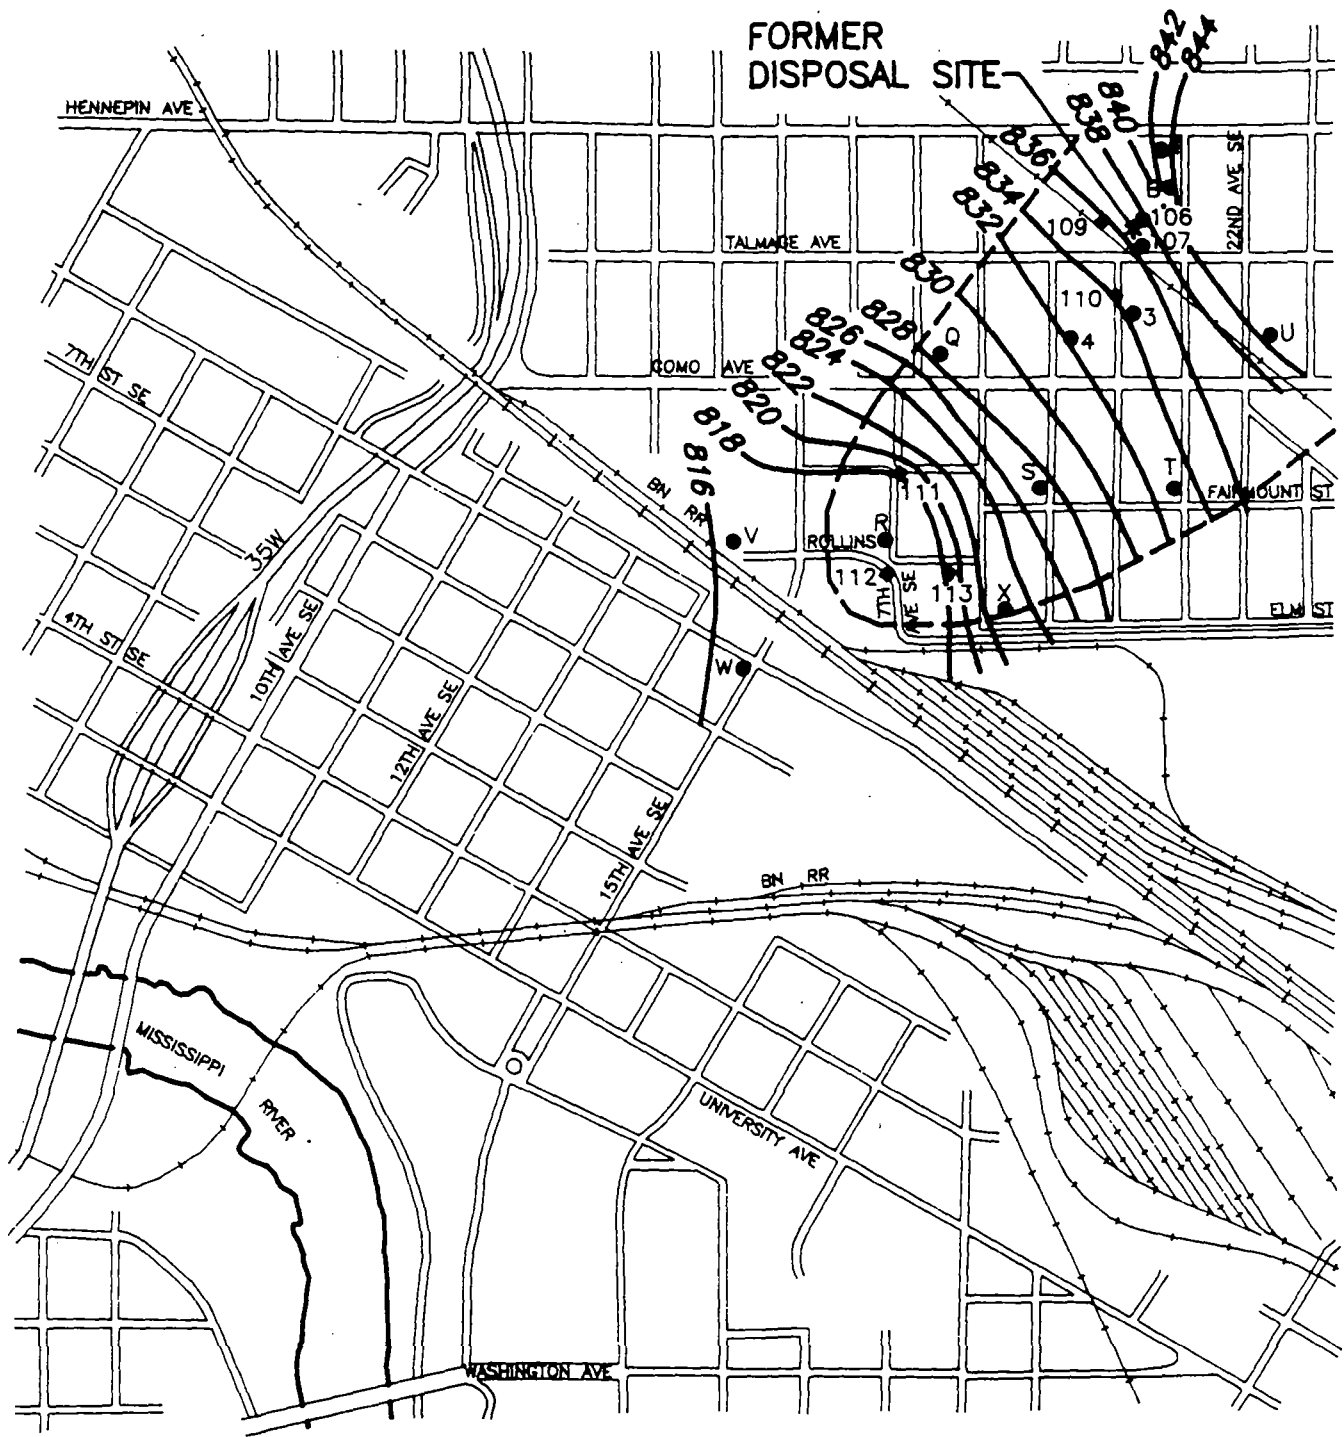 FORMER
DISPOSAL SITE
842
844
840
838
836
834
832
830
828
826
824
822
820
818
816
HENNEPIN AVE
22ND AVE SE
106
109
107
TALMAGE AVE
110
3
4
Q
U
COMO AVE
7TH ST SE
BN
RR
S
T
111
FAIRMOUNT ST
V
R
ROLLINS
35W
112
7TH
AVE SE
113
X
ELM ST
4TH ST SE
10TH AVE SE
W
12TH AVE SE
15TH AVE SE
BN RR
MISSISSIPPI
RIVER
UNIVERSITY AVE
WASHINGTON AVE